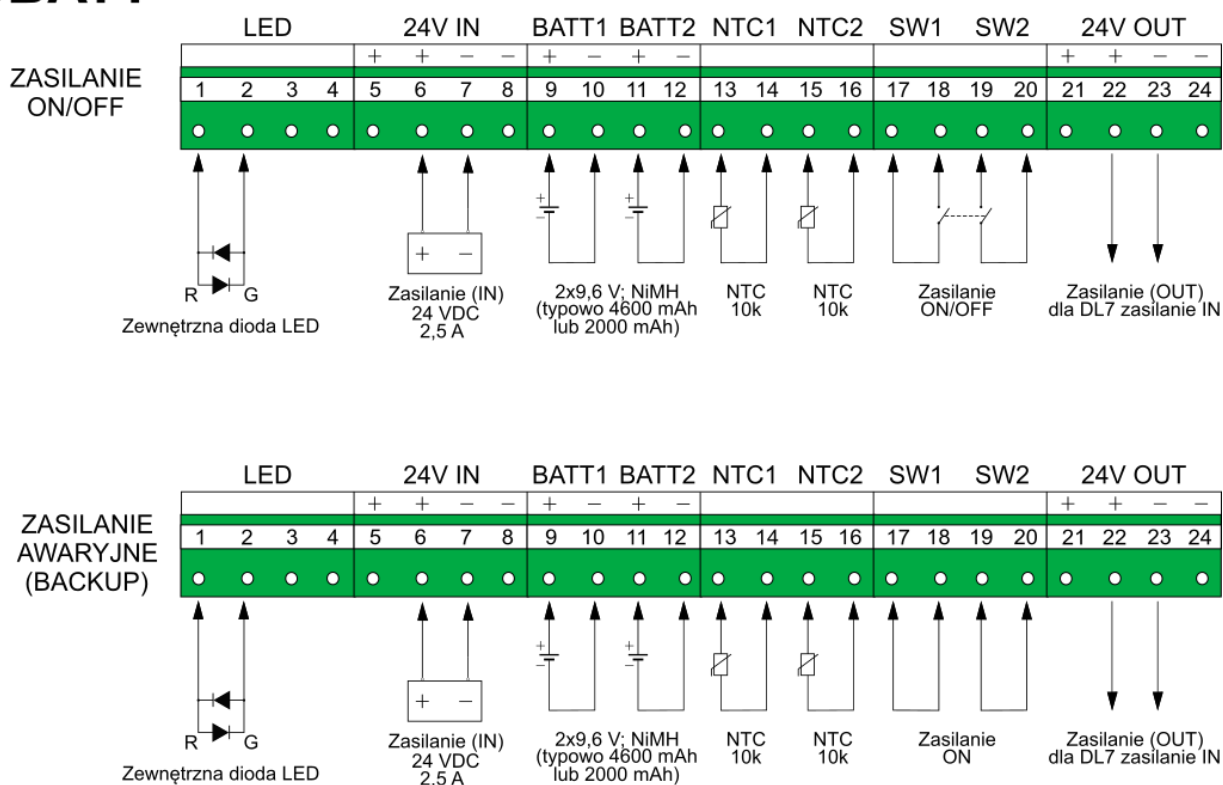 LED 24V IN BATT1 BATT2 NTC1 NTC2 SW1 SW2 24V OUT
+ + − − + − + − + + − −
ZASILANIE
ON/OFF
1 2 3 4 5 6 7 8 9 10 11 12 13 14 15 16 17 18 19 20 21 22 23 24
+ − + −
+ −
R G
Zewnętrzna dioda LED
Zasilanie (IN)
24 VDC
2,5 A
2x9,6 V; NiMH
(typowo 4600 mAh
lub 2000 mAh)
NTC
10k
NTC
10k
Zasilanie
ON/OFF
Zasilanie (OUT)
dla DL7 zasilanie IN
LED 24V IN BATT1 BATT2 NTC1 NTC2 SW1 SW2 24V OUT
+ + − − + − + − + + − −
ZASILANIE
AWARYJNE
(BACKUP)
1 2 3 4 5 6 7 8 9 10 11 12 13 14 15 16 17 18 19 20 21 22 23 24
+ − + −
+ −
R G
Zewnętrzna dioda LED
Zasilanie (IN)
24 VDC
2,5 A
2x9,6 V; NiMH
(typowo 4600 mAh
lub 2000 mAh)
NTC
10k
NTC
10k
Zasilanie
ON
Zasilanie (OUT)
dla DL7 zasilanie IN